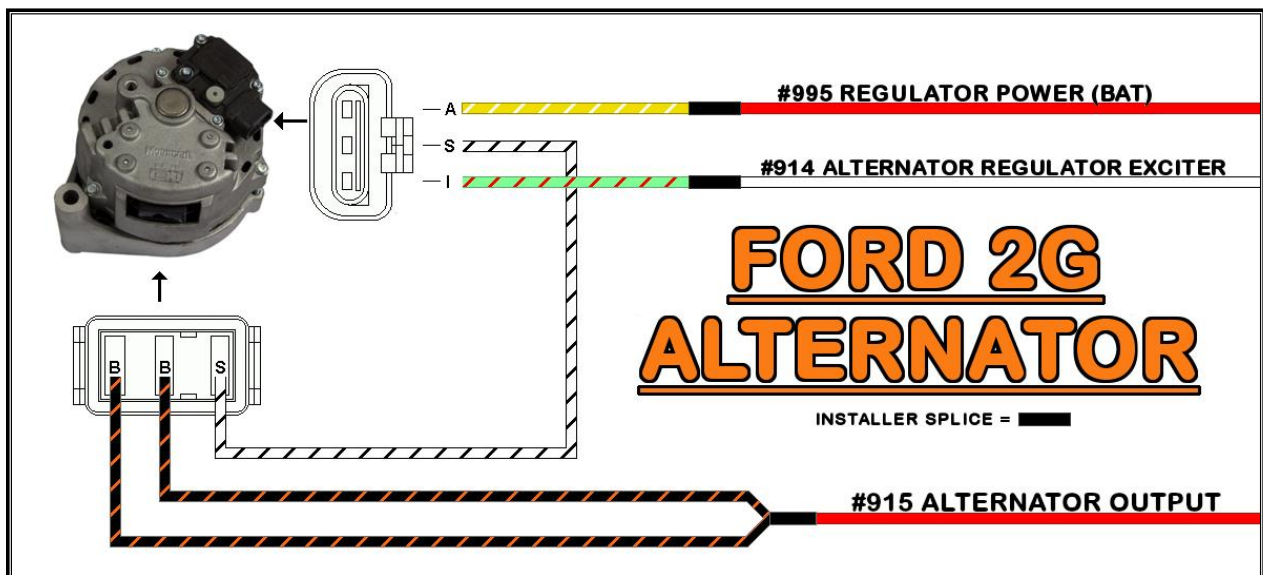 #995 REGULATOR POWER (BAT)
A
S
#914 ALTERNATOR REGULATOR EXCITER
I
FORD 2G
ALTERNATOR
INSTALLER SPLICE =
B
B
S
#915 ALTERNATOR OUTPUT